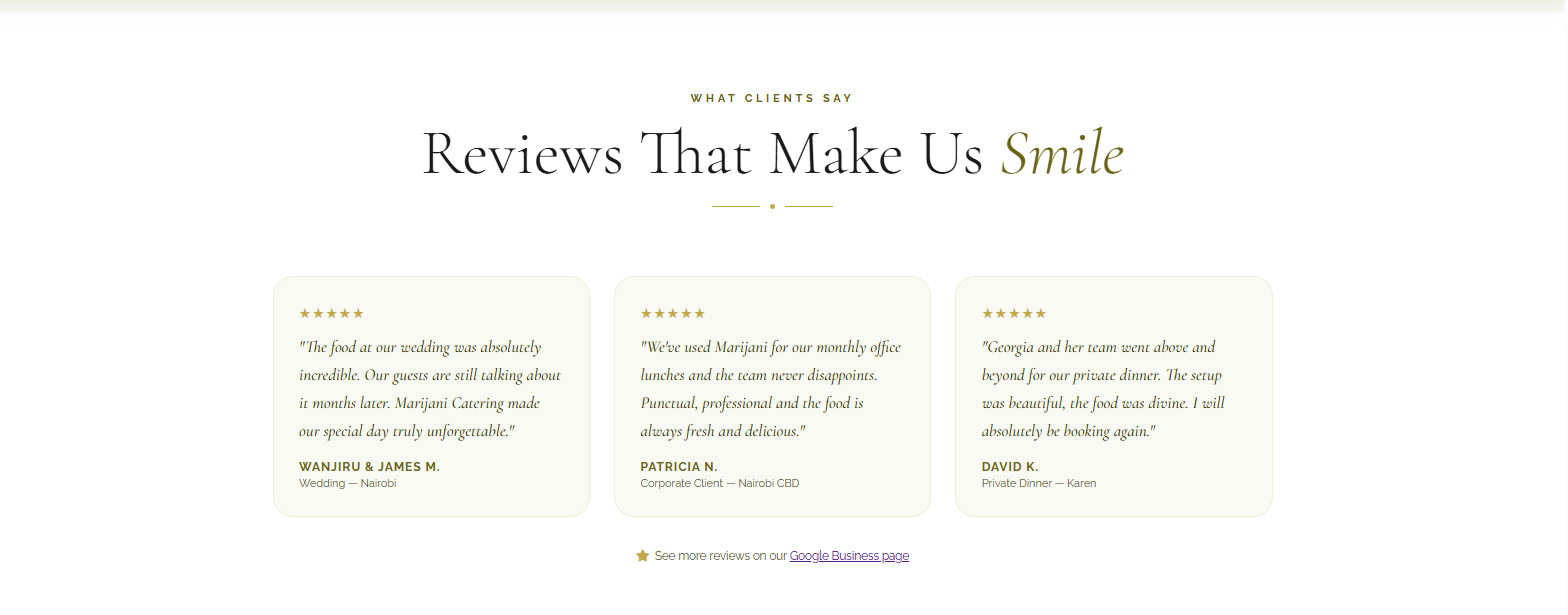 WHAT CLIENTS SAY
Reviews That Make Us Smile
★★★★★
"The food at our wedding was absolutely
incredible. Our guests are still talking about
it months later. Marijani Catering made
our special day truly unforgettable."
WANJIRU & JAMES M.
Wedding — Nairobi
★★★★★
"We've used Marijani for our monthly office
lunches and the team never disappoints.
Punctual, professional and the food is
always fresh and delicious."
PATRICIA N.
Corporate Client — Nairobi CBD
★★★★★
"Georgia and her team went above and
beyond for our private dinner. The setup
was beautiful, the food was divine. I will
absolutely be booking again."
DAVID K.
Private Dinner — Karen
See more reviews on our Google Business page